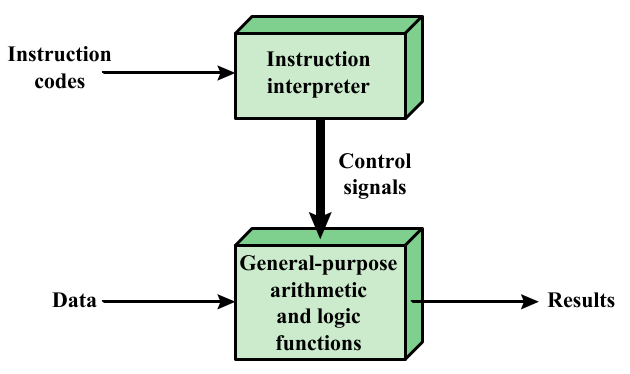 Instruction
codes
Instruction
interpreter
Control
signals
Data
General-purpose
arithmetic
and logic
functions
Results